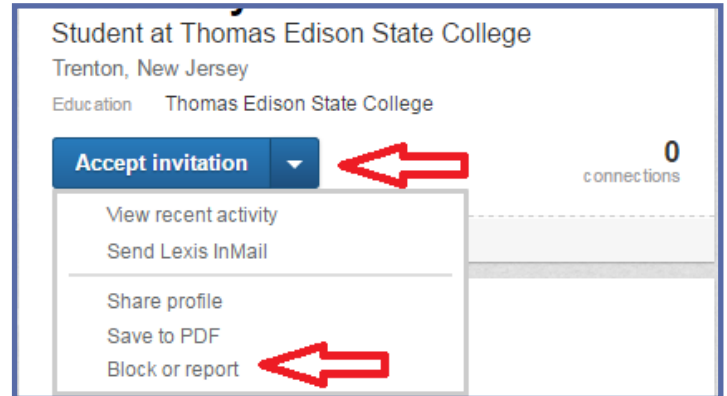 Student at Thomas Edison State College
Trenton, New Jersey
Education Thomas Edison State College
Accept invitation
0
connections
View recent activity
Send Lexis InMail
Share profile
Save to PDF
Block or report